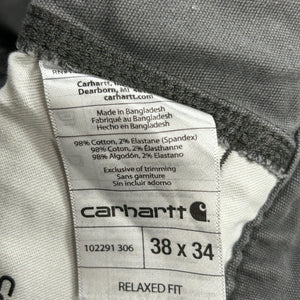 Carhartt, Inc.
Dearborn, MI
carhartt.com
Made in Bangladesh
Fabriqué au Bangladesh
Hecho en Bangladesh
98% Cotton, 2% Elastane (Spandex)
98% Coton, 2% Élasthanne
98% Algodón, 2% Elastano
Exclusive of trimming
Sans garniture
Sin incluir adorno
carhartt
102291 306
38 x 34
RELAXED FIT